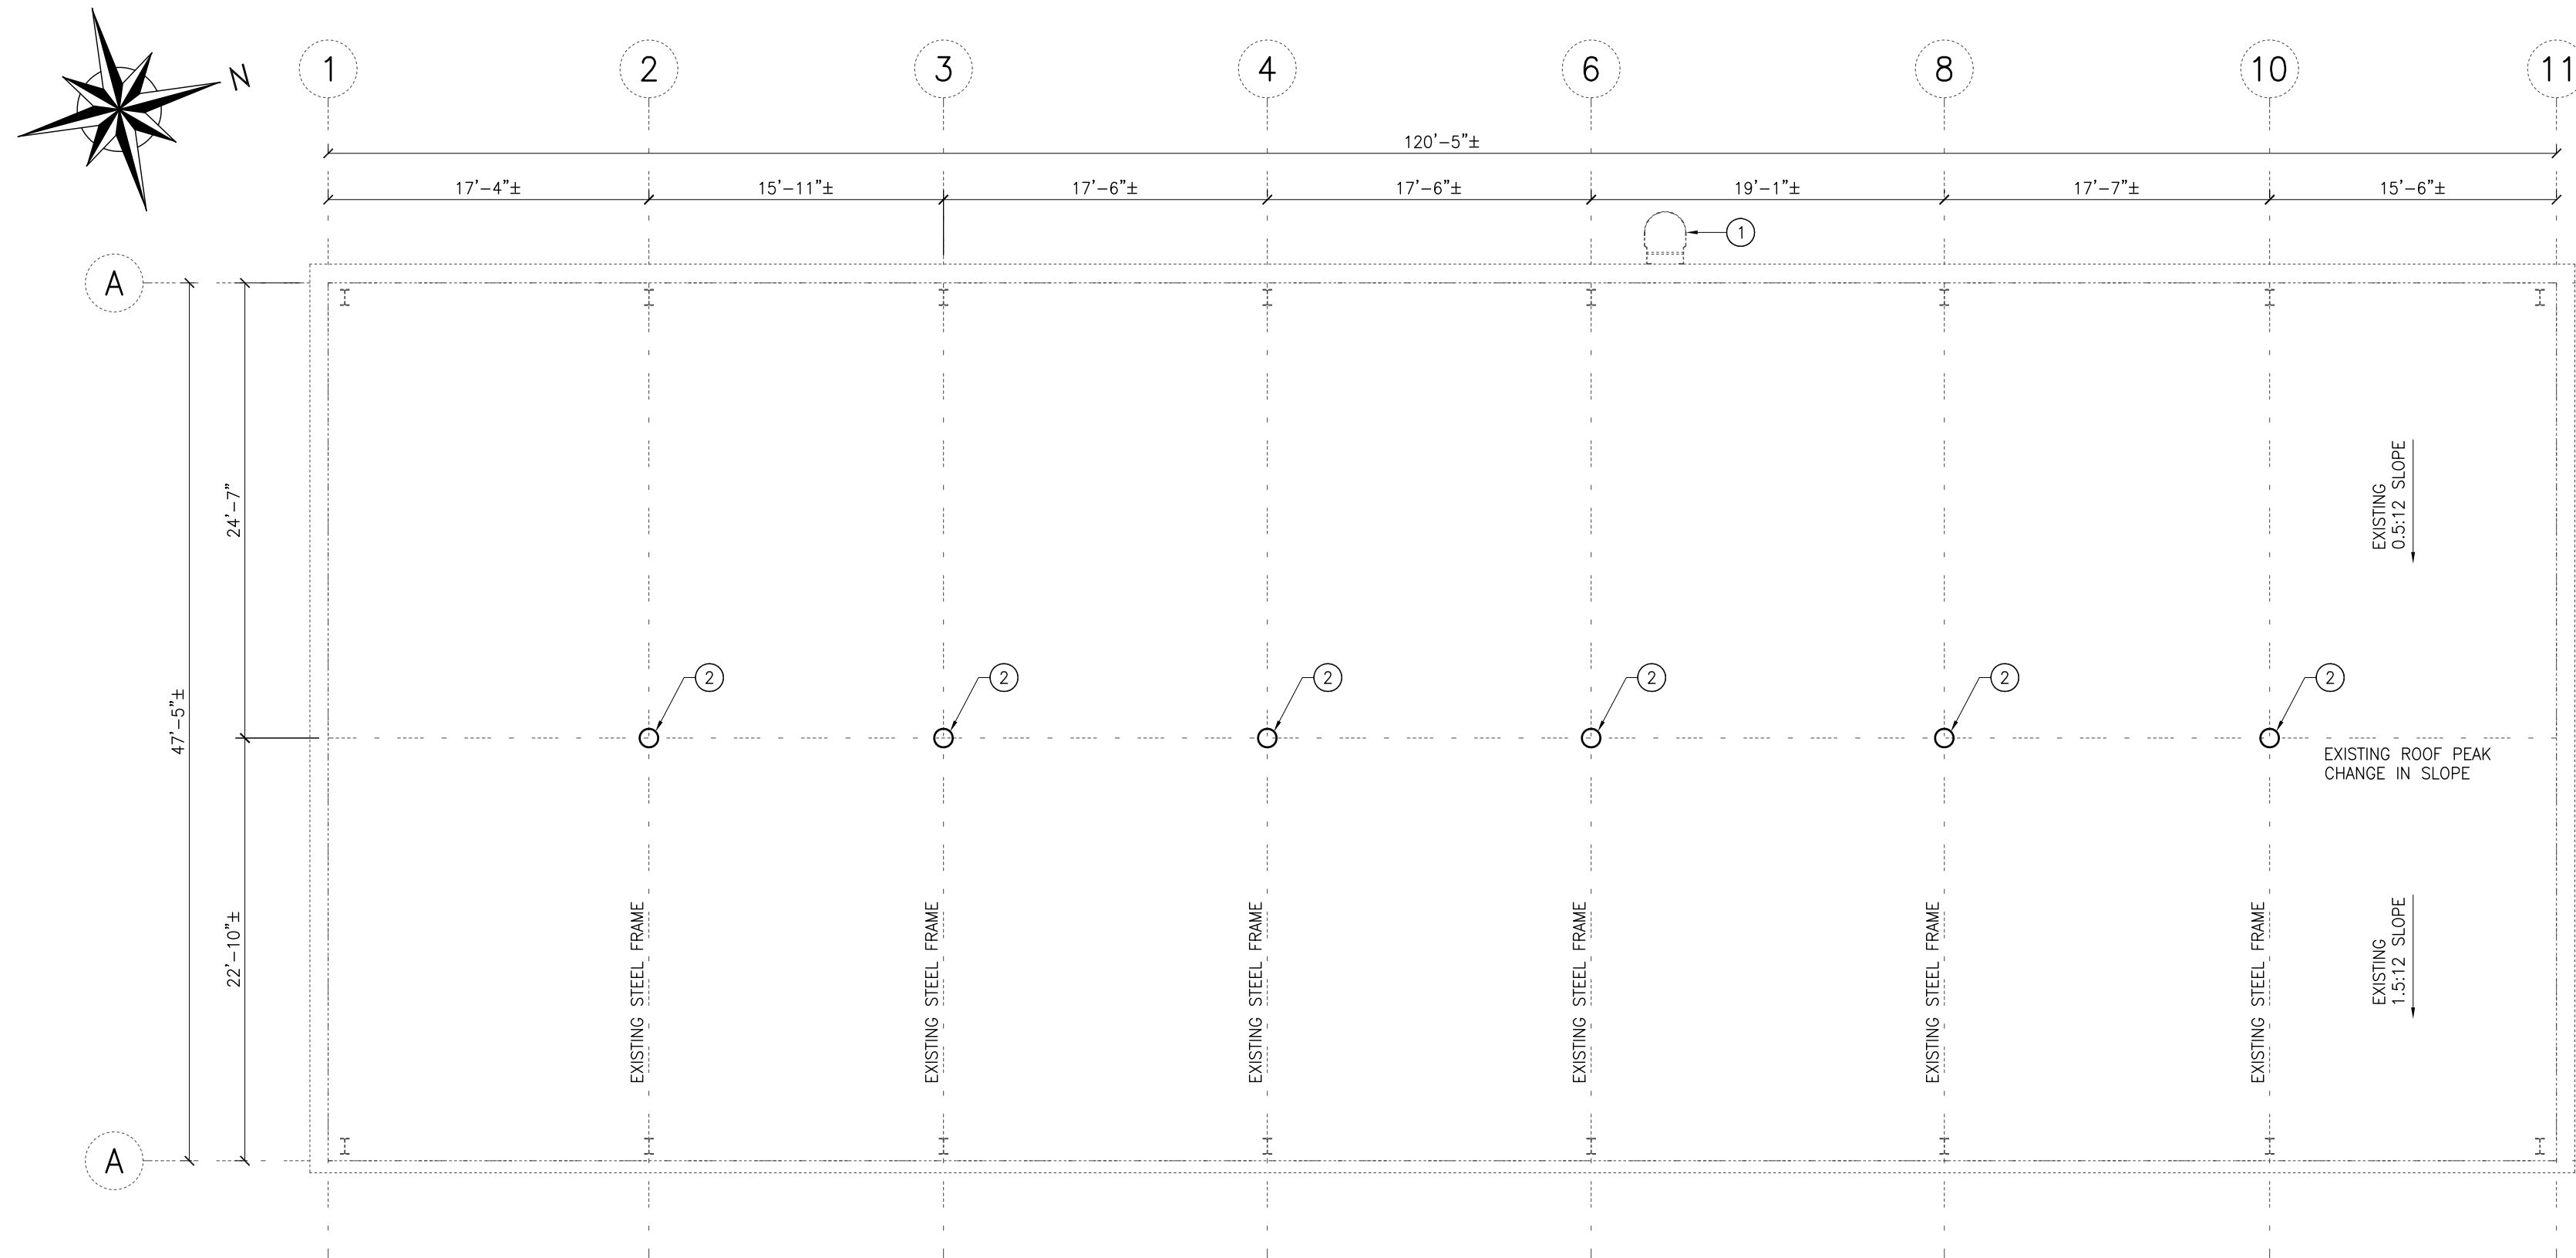 N
1
2
3
4
6
8
10
11
120'-5"±
17'-4"±
15'-11"±
17'-6"±
17'-6"±
19'-1"±
17'-7"±
15'-6"±
1
A
24'-7"
47'-5"±
22'-10"±
A
EXISTING
0.5:12 SLOPE
2
2
2
2
2
2
EXISTING ROOF PEAK
CHANGE IN SLOPE
EXISTING STEEL FRAME
EXISTING STEEL FRAME
EXISTING STEEL FRAME
EXISTING STEEL FRAME
EXISTING STEEL FRAME
EXISTING STEEL FRAME
EXISTING
1.5:12 SLOPE